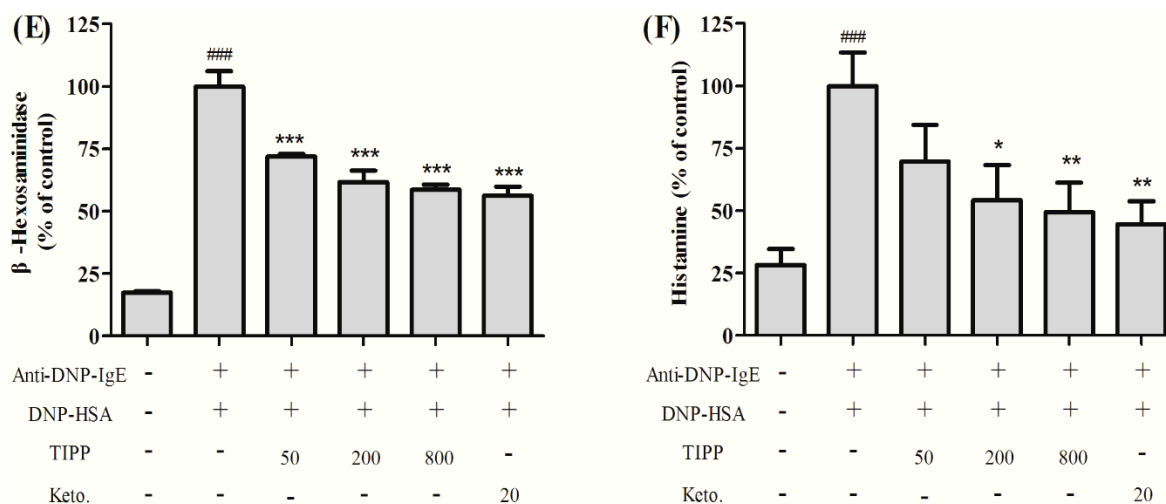 (E)
β -Hexosaminidase
(% of control)
125
100
75
50
25
0
###
***
***
***
***
Anti-DNP-IgE - + + + + +
DNP-HSA - + + + + +
TIPP - - 50 200 800 -
Keto. - - - - - 20
(F)
Histamine (% of control)
125
100
75
50
25
0
###
*
**
**
Anti-DNP-IgE - + + + + +
DNP-HSA - + + + + +
TIPP - - 50 200 800 -
Keto. - - - - - 20